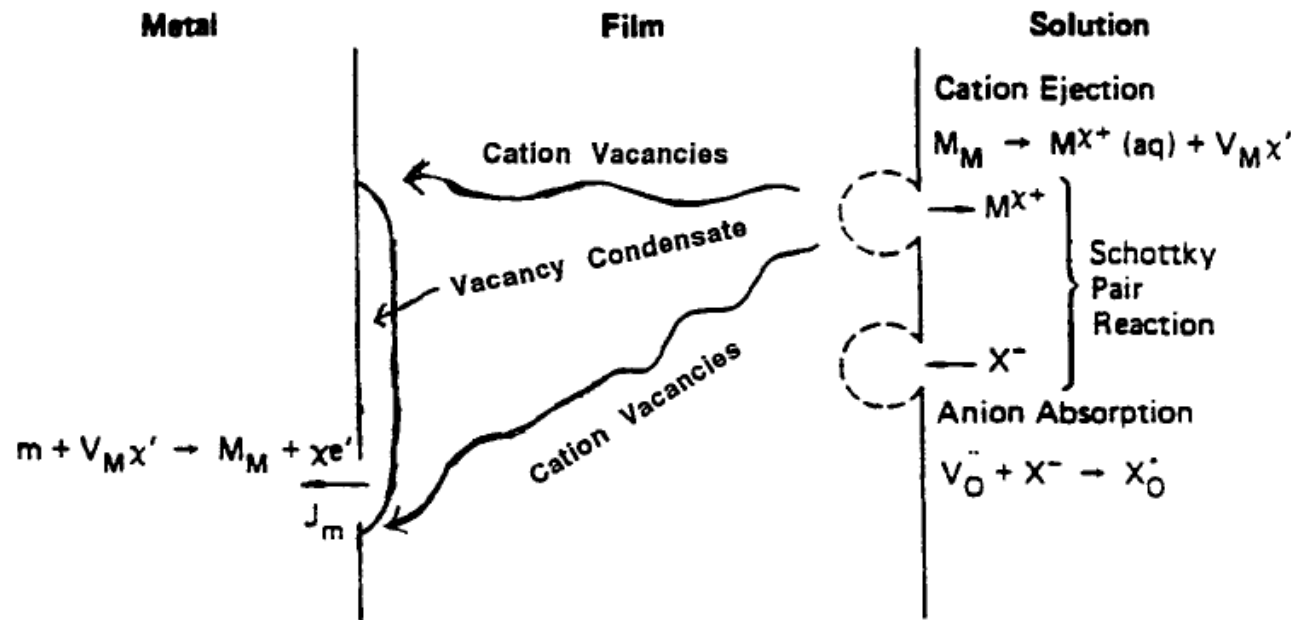 Metal
Film
Solution
Cation Ejection
M_M → M^χ+ (aq) + V_M χ′
Cation Vacancies
M^χ+
Vacancy Condensate
Schottky
Pair
Reaction
X⁻
Cation Vacancies
Anion Absorption
m + V_M χ′ → M_M + χe′
V_O^¨ + X⁻ → X_O^˙
J_m